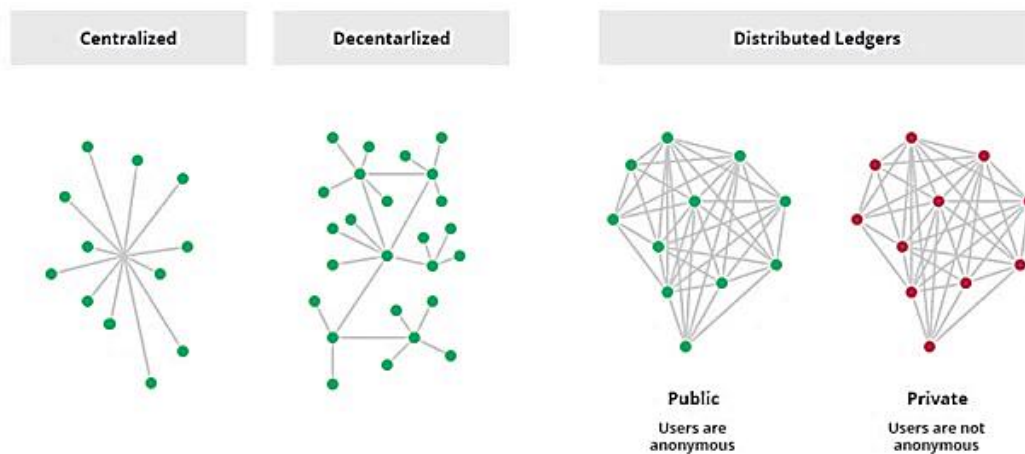 Centralized
Decentarlized
Distributed Ledgers
Public
Users are
anonymous
Private
Users are not
anonymous